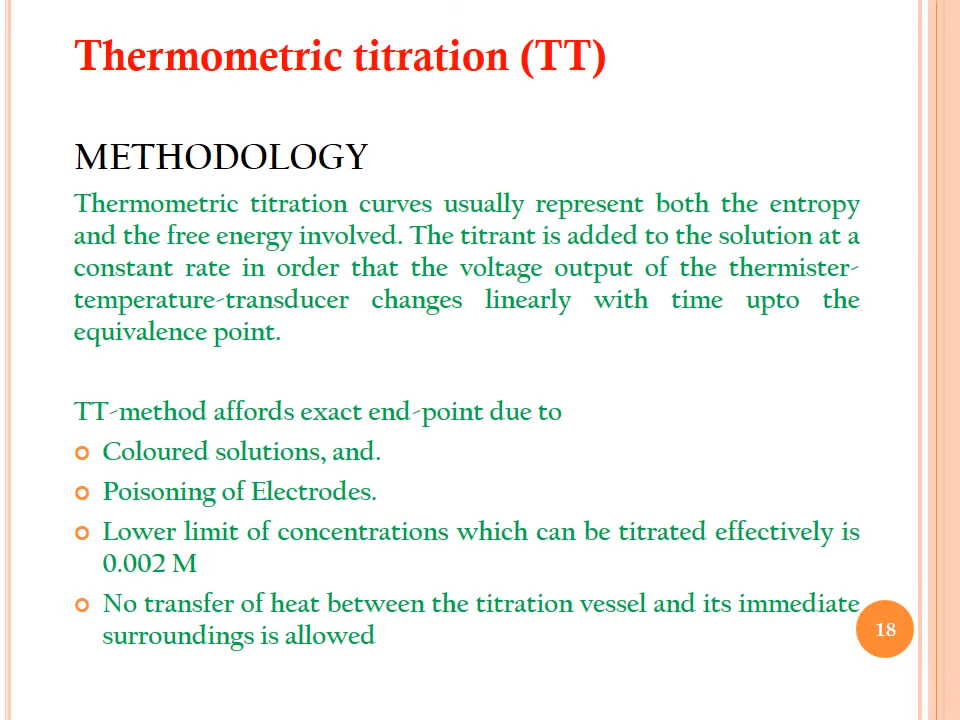 Thermometric titration (TT)
METHODOLOGY
Thermometric titration curves usually represent both the entropy
and the free energy involved. The titrant is added to the solution at a
constant rate in order that the voltage output of the thermister-
temperature-transducer changes linearly with time upto the
equivalence point.
TT-method affords exact end-point due to
Coloured solutions, and.
Poisoning of Electrodes.
Lower limit of concentrations which can be titrated effectively is
0.002 M
No transfer of heat between the titration vessel and its immediate
surroundings is allowed
18